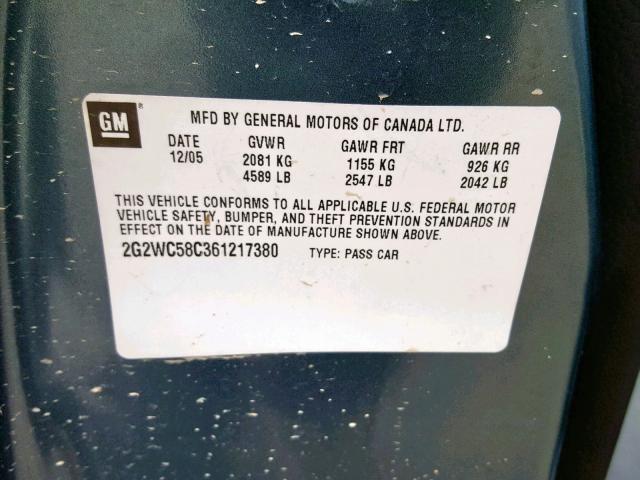 GM ®
MFD BY GENERAL MOTORS OF CANADA LTD.
DATE GVWR GAWR FRT GAWR RR
12/05 2081 KG 1155 KG 926 KG
4589 LB 2547 LB 2042 LB
THIS VEHICLE CONFORMS TO ALL APPLICABLE U.S. FEDERAL MOTOR
VEHICLE SAFETY, BUMPER, AND THEFT PREVENTION STANDARDS IN
EFFECT ON THE DATE OF MANUFACTURE SHOWN ABOVE.
2G2WC58C361217380 TYPE: PASS CAR